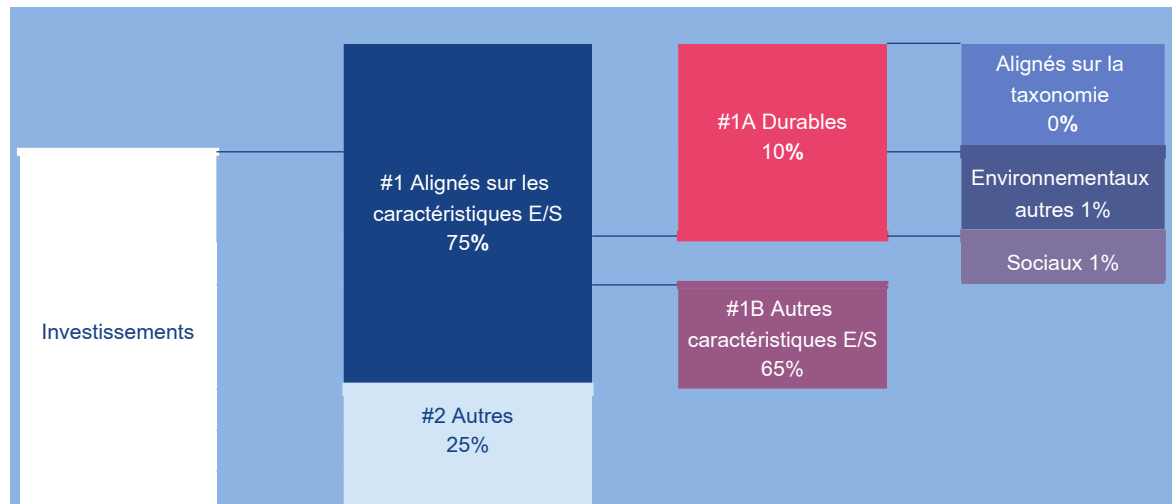 Investissements
#1 Alignés sur les
caractéristiques E/S
75%
#2 Autres
25%
#1A Durables
10%
#1B Autres
caractéristiques E/S
65%
Alignés sur la
taxonomie
0%
Environnementaux
autres 1%
Sociaux 1%